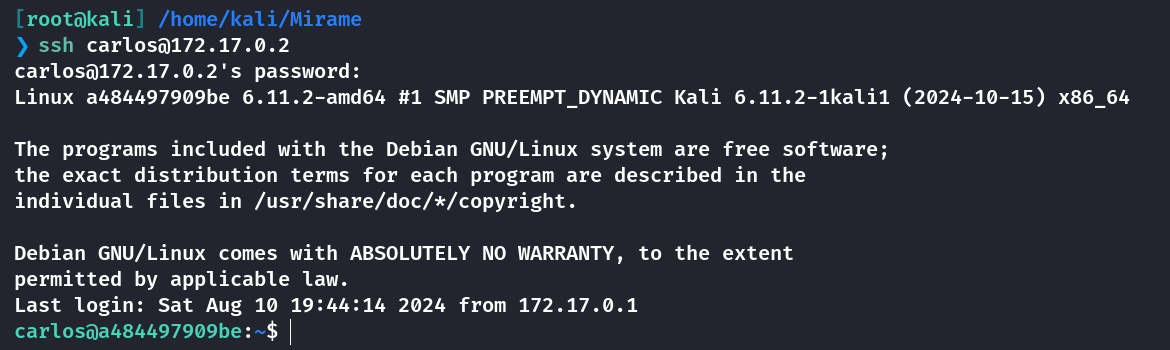 [root@kali] /home/kali/Mirame
❯ ssh carlos@172.17.0.2
carlos@172.17.0.2's password:
Linux a484497909be 6.11.2-amd64 #1 SMP PREEMPT_DYNAMIC Kali 6.11.2-1kali1 (2024-10-15) x86_64
The programs included with the Debian GNU/Linux system are free software;
the exact distribution terms for each program are described in the
individual files in /usr/share/doc/*/copyright.
Debian GNU/Linux comes with ABSOLUTELY NO WARRANTY, to the extent
permitted by applicable law.
Last login: Sat Aug 10 19:44:14 2024 from 172.17.0.1
carlos@a484497909be:~$